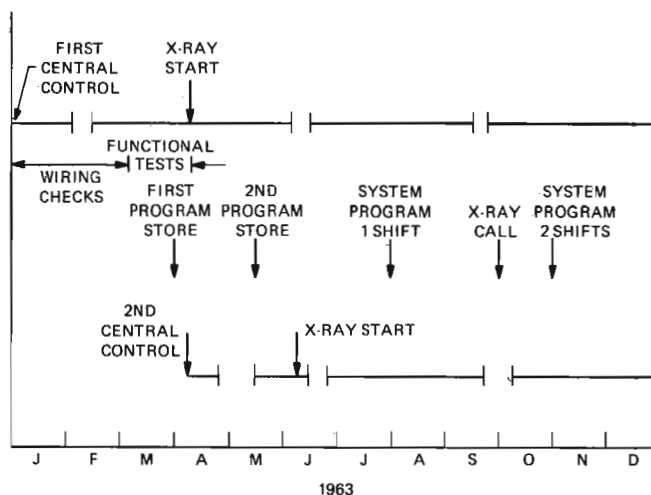 FIRST
CENTRAL
CONTROL
X-RAY
START
FUNCTIONAL
TESTS
WIRING
CHECKS
FIRST
PROGRAM
STORE
2ND
PROGRAM
STORE
SYSTEM
PROGRAM
1 SHIFT
X-RAY
CALL
SYSTEM
PROGRAM
2 SHIFTS
2ND
CENTRAL
CONTROL
X-RAY START
J F M A M J J A S O N D
1963